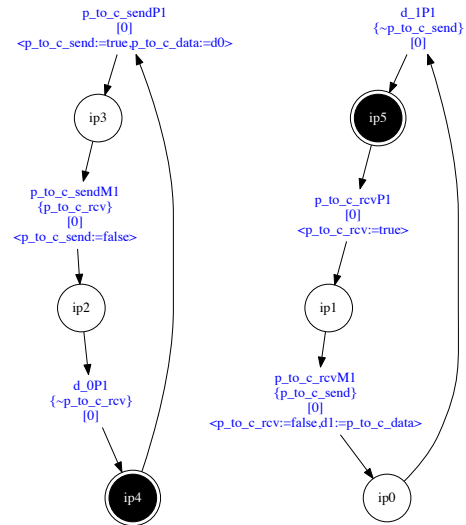 p_to_c_sendP1
[0]
<p_to_c_send:=true,p_to_c_data:=d0>
ip3
p_to_c_sendM1
{p_to_c_rcv}
[0]
<p_to_c_send:=false>
ip2
d_0P1
{~p_to_c_rcv}
[0]
ip4
d_1P1
{~p_to_c_send}
[0]
ip5
p_to_c_rcvP1
[0]
<p_to_c_rcv:=true>
ip1
p_to_c_rcvM1
{p_to_c_send}
[0]
<p_to_c_rcv:=false,d1:=p_to_c_data>
ip0